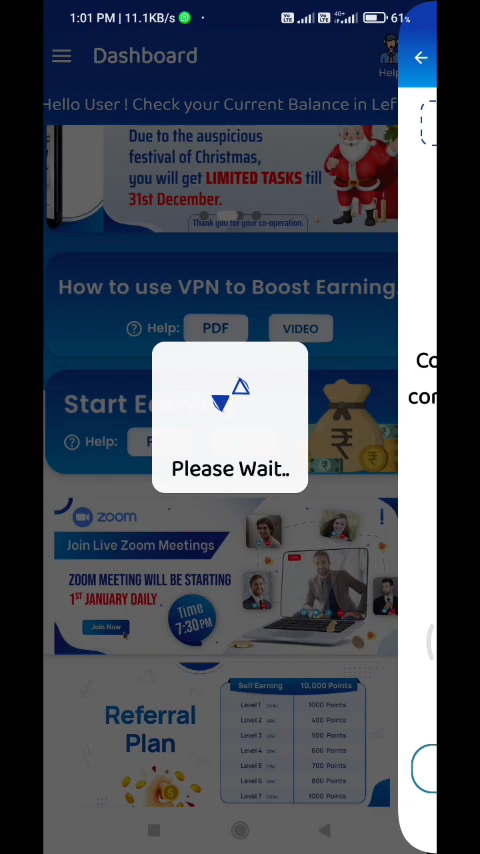 1:01 PM | 11.1KB/s
4G+
61%
Dashboard
Help
Hello User ! Check your Current Balance in Lef
Due to the auspicious
festival of Christmas,
you will get LIMITED TASKS till
31st December.
Thank you for your co-operation.
How to use VPN to Boost Earning.
Help: PDF VIDEO
Start
Help:
Please Wait..
zoom
Join Live Zoom Meetings
ZOOM MEETING WILL BE STARTING
1ST JANUARY DAILY
Time
7:30PM
Join Now
Referral
Plan
Self Earning 10,000 Points
Level 1 1000 Points
Level 2 400 Points
Level 3 500 Points
Level 4 600 Points
Level 5 700 Points
Level 6 800 Points
Level 7 1000 Points
Co
con